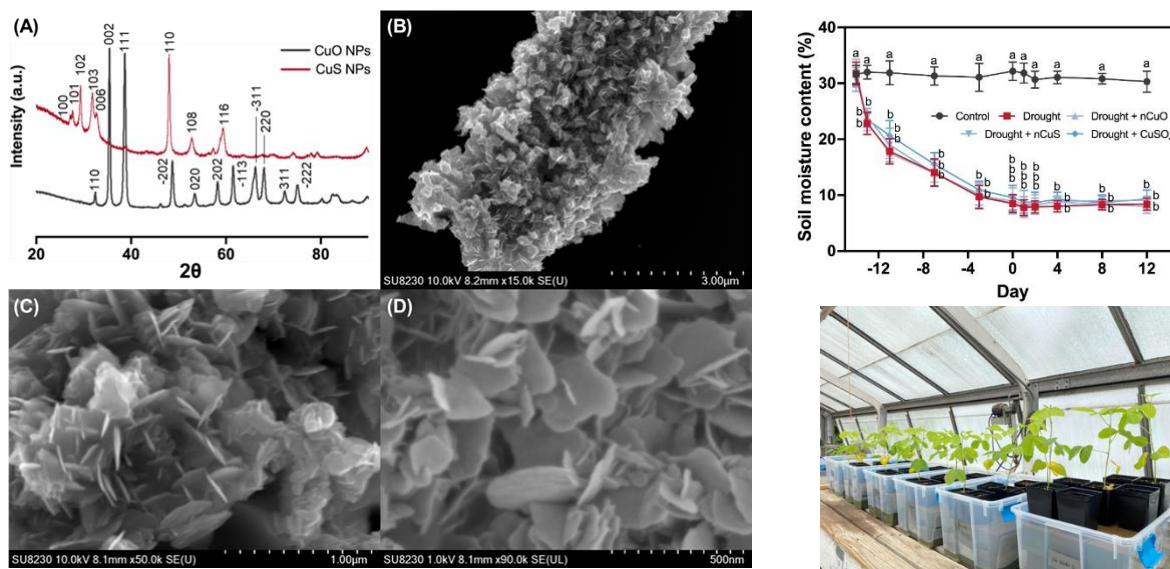 (A)
Intensity (a.u.)
CuO NPs
CuS NPs
100
101
102
103
006
002
111
110
108
116
-311
220
110
-202
020
202
-113
311
-222
20 40 60 80
2θ
(B)
SU8230 10.0kV 8.2mm x15.0k SE(U) 3.00μm
(C)
SU8230 10.0kV 8.1mm x50.0k SE(U) 1.00μm
(D)
SU8230 1.0kV 8.1mm x90.0k SE(UL) 500nm
Soil moisture content (%)
40
30
20
10
0
a a a a a a a a a a a
Control Drought Drought + nCuO
Drought + nCuS Drought + CuSO
b b
b b
b b
b b
b b b b
b b b b
b b b b
b b b
b b b
-12 -8 -4 0 4 8 12
Day